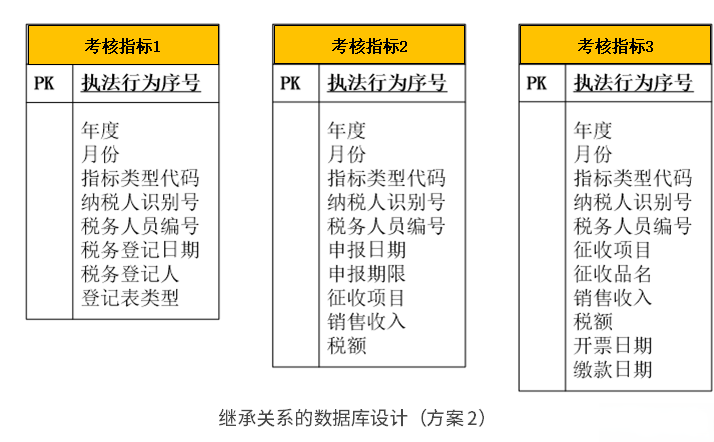 考核指标1
PK 执法行为序号
年度
月份
指标类型代码
纳税人识别号
税务人员编号
税务登记日期
税务登记人
登记表类型
考核指标2
PK 执法行为序号
年度
月份
指标类型代码
纳税人识别号
税务人员编号
申报日期
申报期限
征收项目
销售收入
税额
考核指标3
PK 执法行为序号
年度
月份
指标类型代码
纳税人识别号
税务人员编号
征收项目
征收品名
销售收入
税额
开票日期
缴款日期
继承关系的数据库设计（方案2）